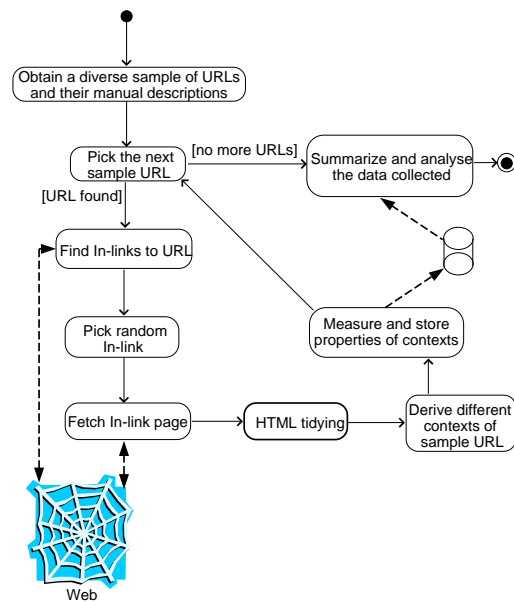 Obtain a diverse sample of URLs
and their manual descriptions
Pick the next
sample URL
[no more URLs]
Summarize and analyse
the data collected
[URL found]
Find In-links to URL
Pick random
In-link
Measure and store
properties of contexts
Fetch In-link page
HTML tidying
Derive different
contexts of
sample URL
Web